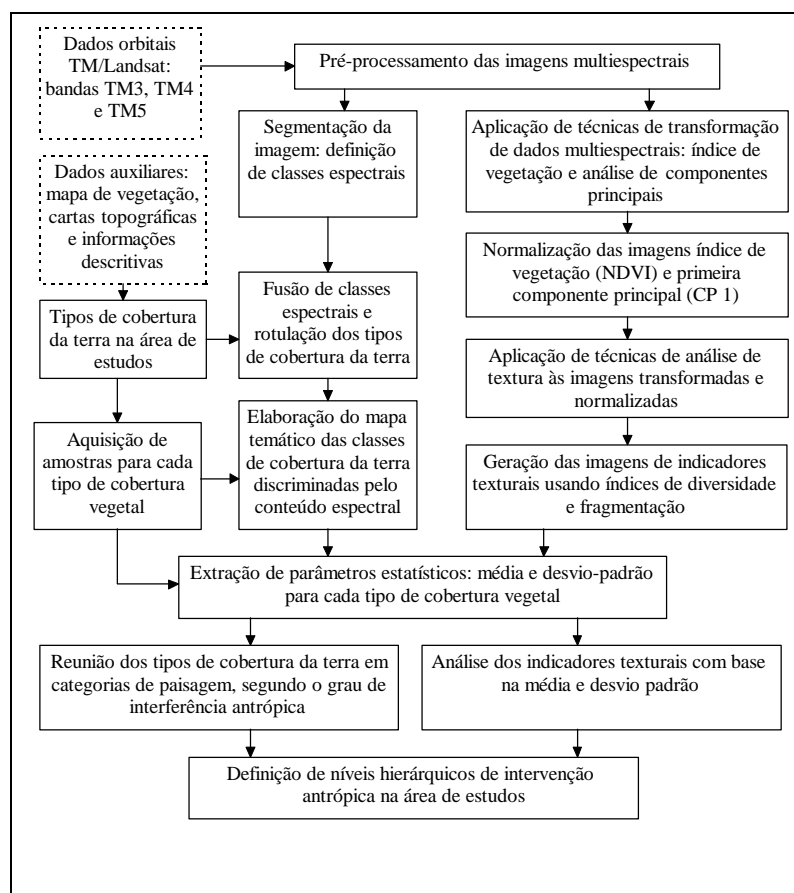 Dados orbitais
TM/Landsat:
bandas TM3, TM4
e TM5
Pré-processamento das imagens multiespectrais
Segmentação da
imagem: definição
de classes espectrais
Aplicação de técnicas de transformação
de dados multiespectrais: índice de
vegetação e análise de componentes
principais
Dados auxiliares:
mapa de vegetação,
cartas topográficas
e informações
descritivas
Normalização das imagens índice de
vegetação (NDVI) e primeira
componente principal (CP 1)
Fusão de classes
espectrais e
rotulação dos tipos
de cobertura da terra
Tipos de cobertura
da terra na área de
estudos
Aplicação de técnicas de análise de
textura às imagens transformadas e
normalizadas
Elaboração do mapa
temático das classes
de cobertura da terra
discriminadas pelo
conteúdo espectral
Aquisição de
amostras para cada
tipo de cobertura
vegetal
Geração das imagens de indicadores
texturais usando índices de diversidade
e fragmentação
Extração de parâmetros estatísticos: média e desvio-padrão
para cada tipo de cobertura vegetal
Reunião dos tipos de cobertura da terra em
categorias de paisagem, segundo o grau de
interferência antrópica
Análise dos indicadores texturais com base
na média e desvio padrão
Definição de níveis hierárquicos de intervenção
antrópica na área de estudos